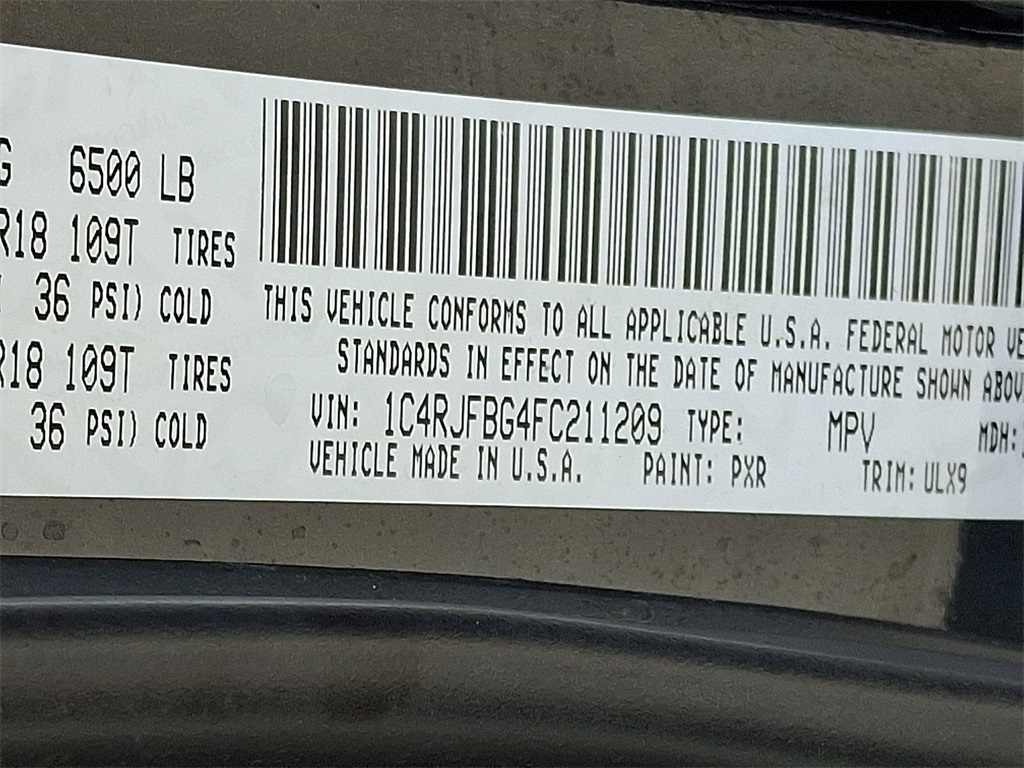 G 6500 LB
R18 109T TIRES
36 PSI) COLD
R18 109T TIRES
36 PSI) COLD
THIS VEHICLE CONFORMS TO ALL APPLICABLE U.S.A. FEDERAL MOTOR VE
STANDARDS IN EFFECT ON THE DATE OF MANUFACTURE SHOWN ABOV
VIN: 1C4RJFBG4FC211209 TYPE: MPV MDH:
VEHICLE MADE IN U.S.A. PAINT: PXR TRIM: ULX9